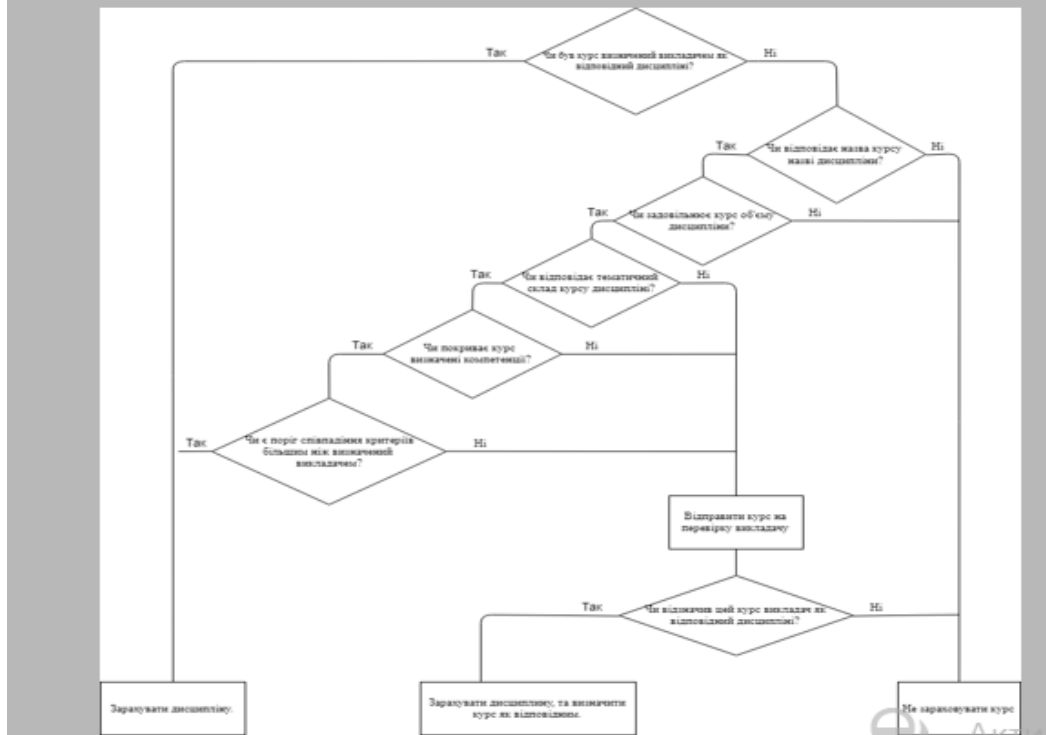 Так
Чи був курс визначений викладачем як
відповідний дисципліні?
Ні
Так
Чи відповідає назва курсу
назві дисципліни?
Ні
Так
Чи задовільнює курс об'єму
дисципліни?
Ні
Так
Чи відповідає тематичний
склад курсу дисципліні?
Ні
Так
Чи покриває курс
визначені компетенції?
Ні
Так
Чи є поріг співпадіння критеріїв
більшим ніж визначений
викладачем?
Ні
Відправити курс на
перевірку викладачу
Так
Чи відзначив цей курс викладач як
відповідний дисципліні?
Ні
Зарахувати дисципліну.
Зарахувати дисципліну, та визначити
курс як відповідним.
Не зараховувати курс